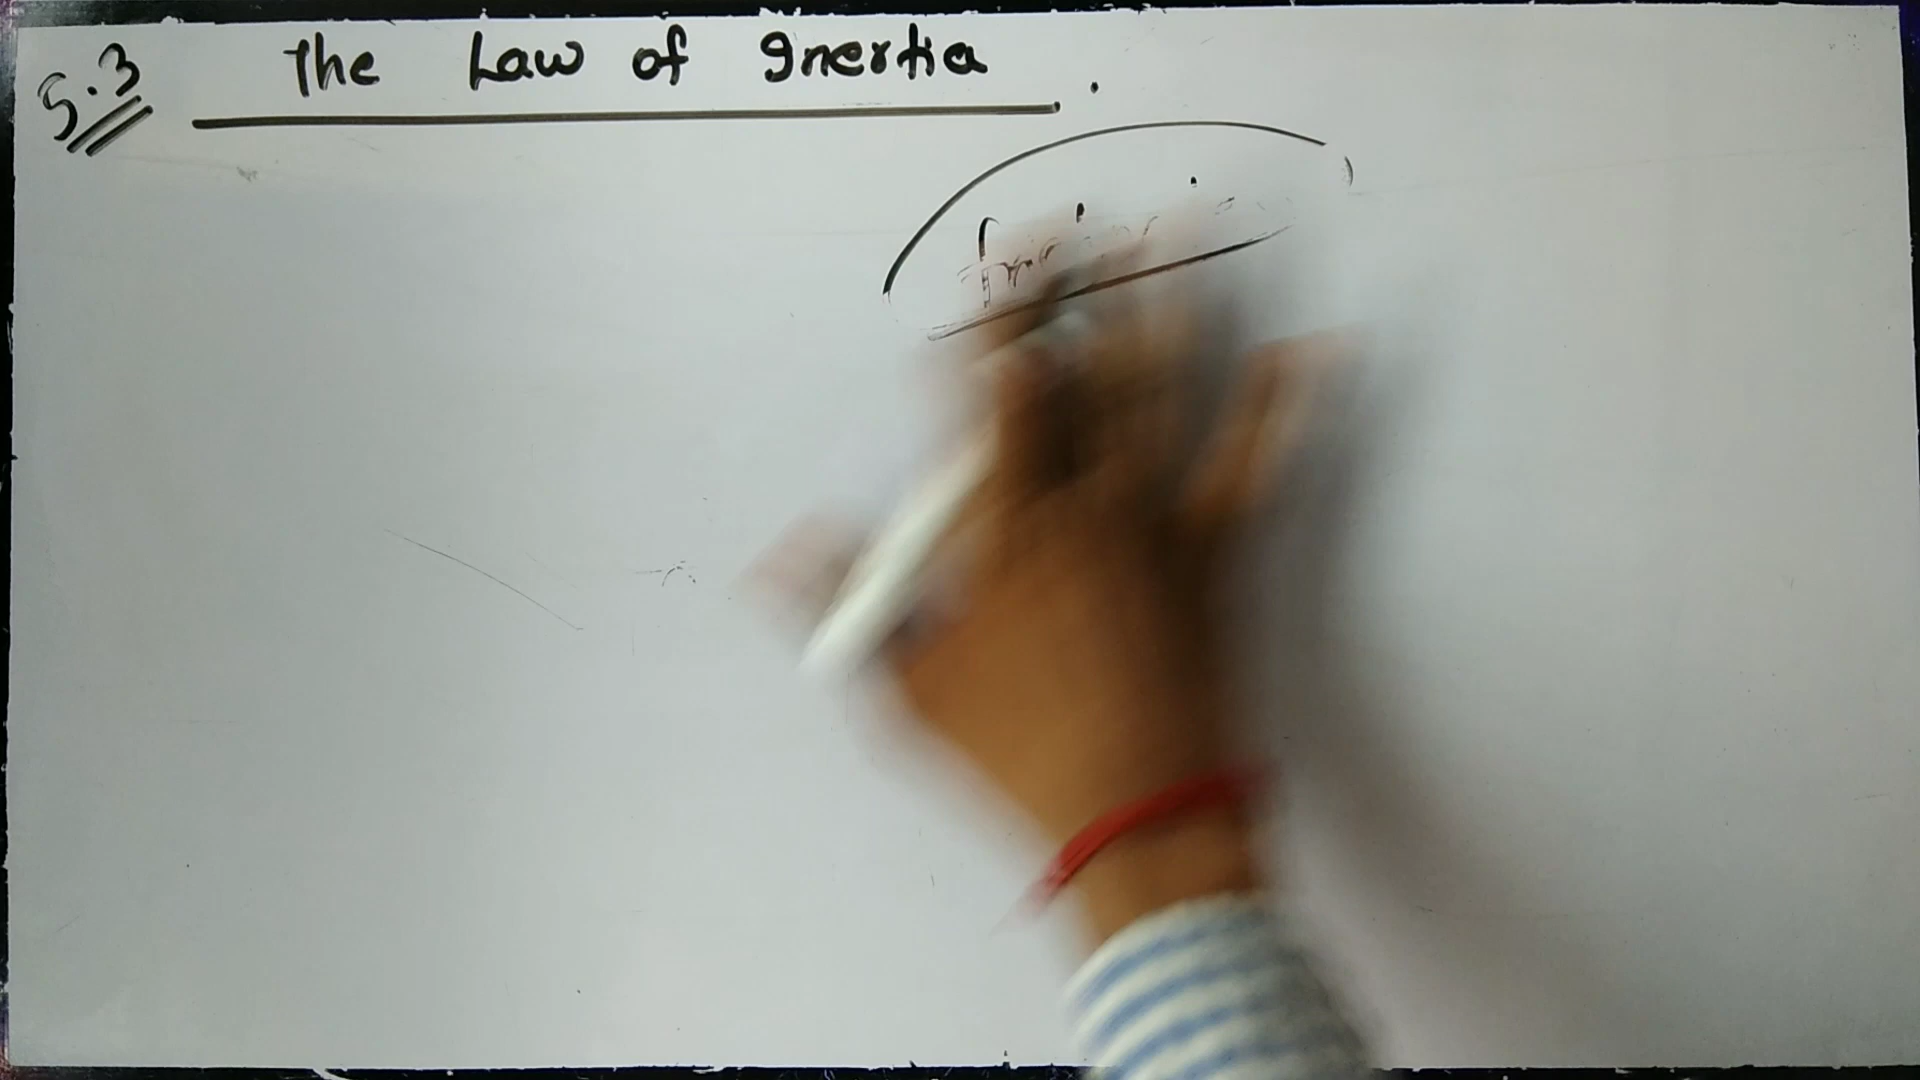 5.3 The Law of Inertia .